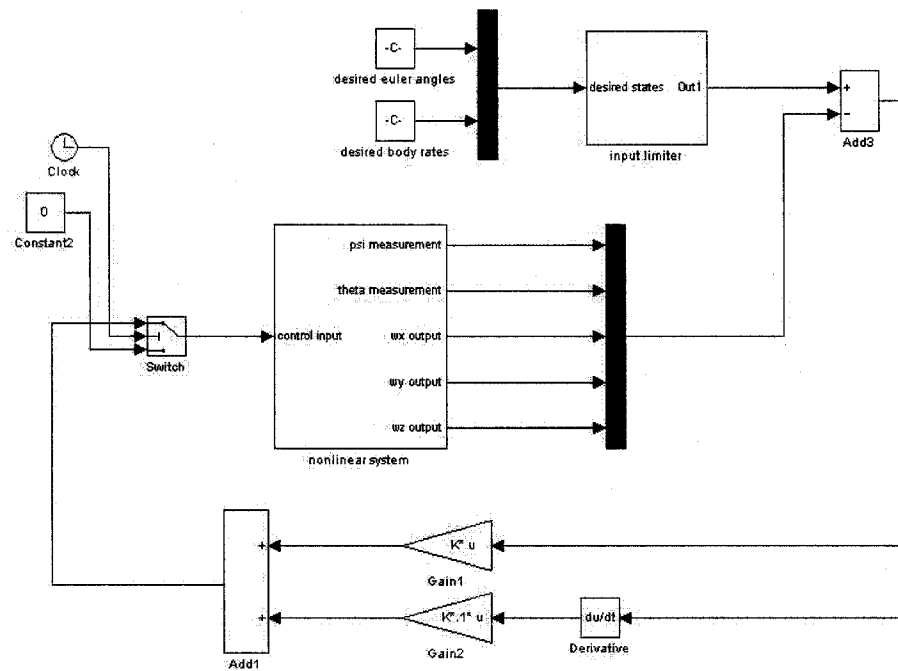 -C-
desired euler angles
-C-
desired body rates
desired states Out1
input limiter
+
−
Add3
Clock
0
Constant2
Switch
control input
psi measurement
theta measurement
wx output
wy output
wz output
nonlinear system
+
+
Add1
K* u
Gain1
K*.1* u
Gain2
du/dt
Derivative